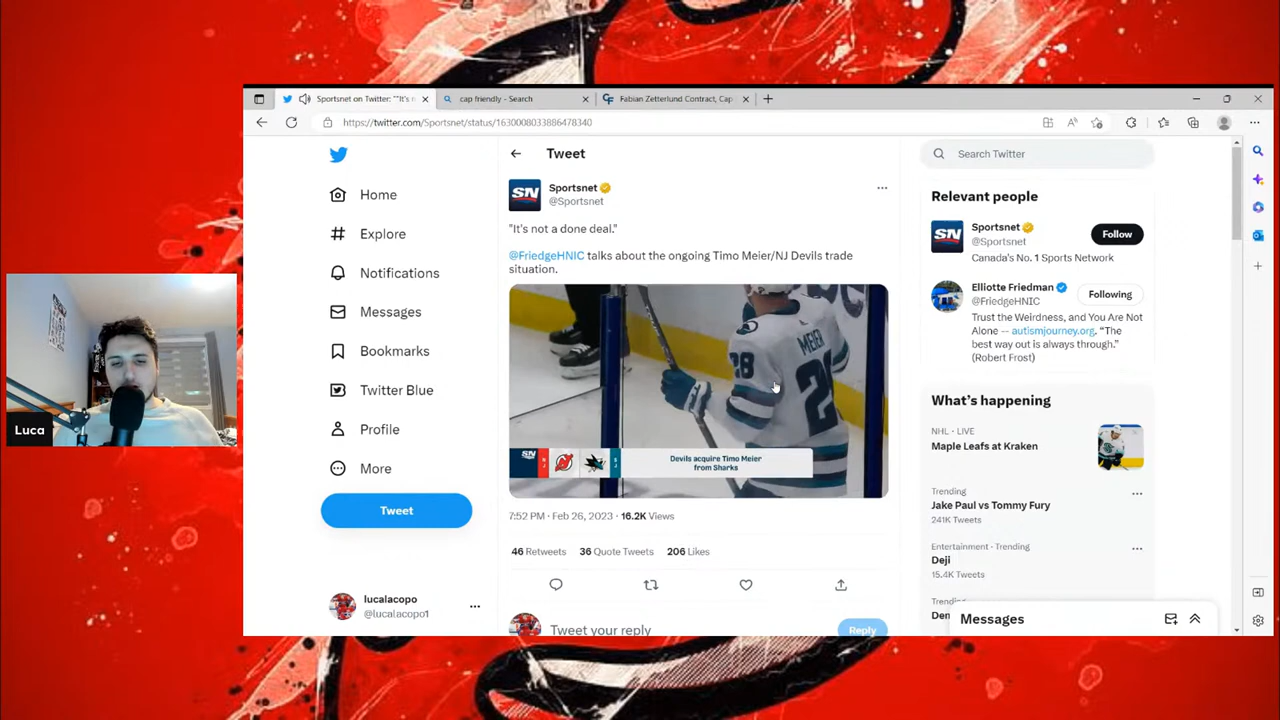 Sportsnet on Twitter: "“It's n
cap friendly - Search
Fabian Zetterlund Contract, Cap
https://twitter.com/Sportsnet/status/1630008033886478340
Home
Explore
Notifications
Messages
Bookmarks
Twitter Blue
Profile
More
Tweet
lucalacopo
@lucalacopo1
Tweet
SN
Sportsnet
@Sportsnet
"It's not a done deal."
@FriedgeHNIC talks about the ongoing Timo Meier/NJ Devils trade
situation.
MEIER
28
28
SN
NJ
SJ
Devils acquire Timo Meier
from Sharks
7:52 PM · Feb 26, 2023 · 16.2K Views
46 Retweets 36 Quote Tweets 206 Likes
Tweet your reply
Reply
Search Twitter
Relevant people
SN
Sportsnet
@Sportsnet
Follow
Canada's No. 1 Sports Network
Elliotte Friedman
@FriedgeHNIC
Following
Trust the Weirdness, and You Are
Not Alone -- autismjourney.org. “The
best way out is always through.”
(Robert Frost)
What's happening
NHL · LIVE
Maple Leafs at Kraken
Trending
Jake Paul vs Tommy Fury
241K Tweets
Entertainment · Trending
Deji
15.4K Tweets
Trending
Messages
Luca